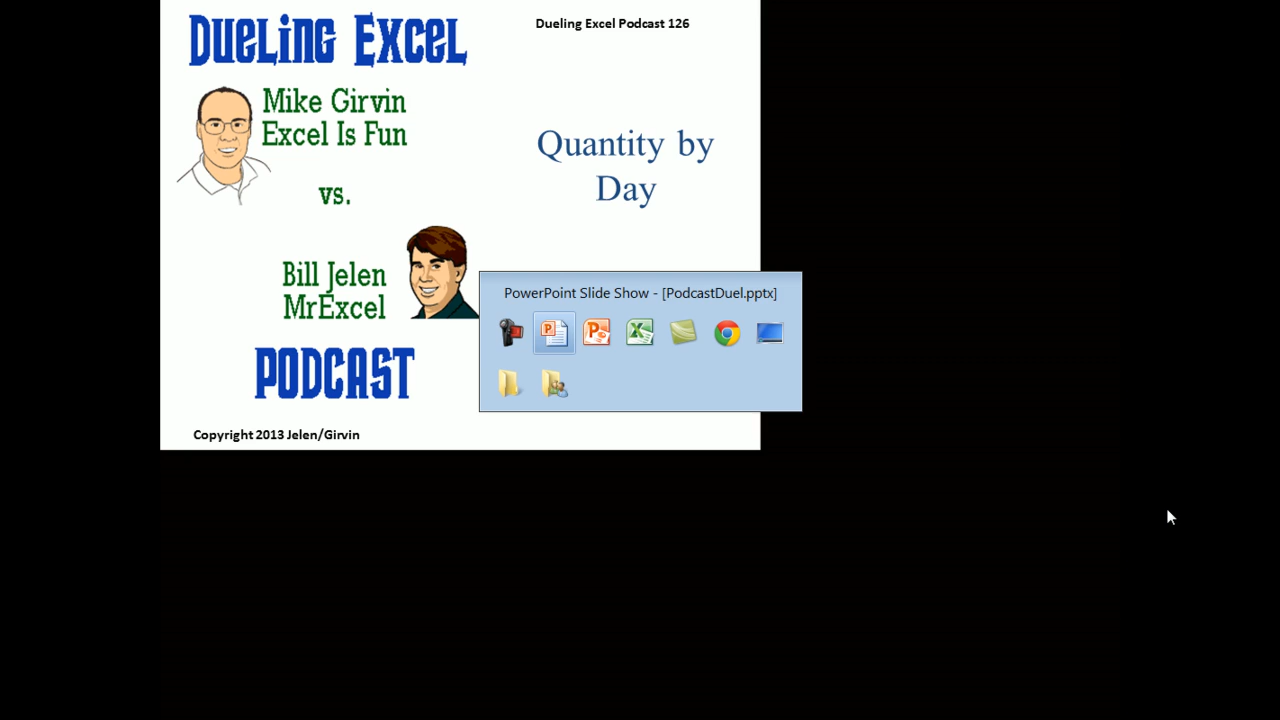 Dueling Excel
Dueling Excel Podcast 126
Mike Girvin
Excel Is Fun
vs.
Bill Jelen
MrExcel
PODCAST
Quantity by
Day
PowerPoint Slide Show - [PodcastDuel.pptx]
Copyright 2013 Jelen/Girvin